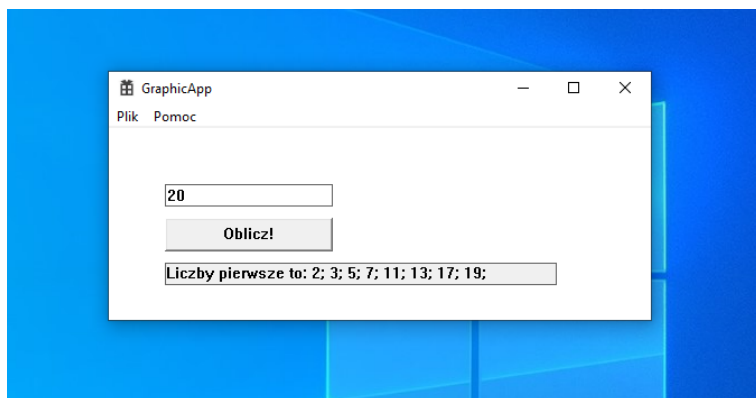 GraphicApp
Plik Pomoc
20
Oblicz!
Liczby pierwsze to: 2; 3; 5; 7; 11; 13; 17; 19;